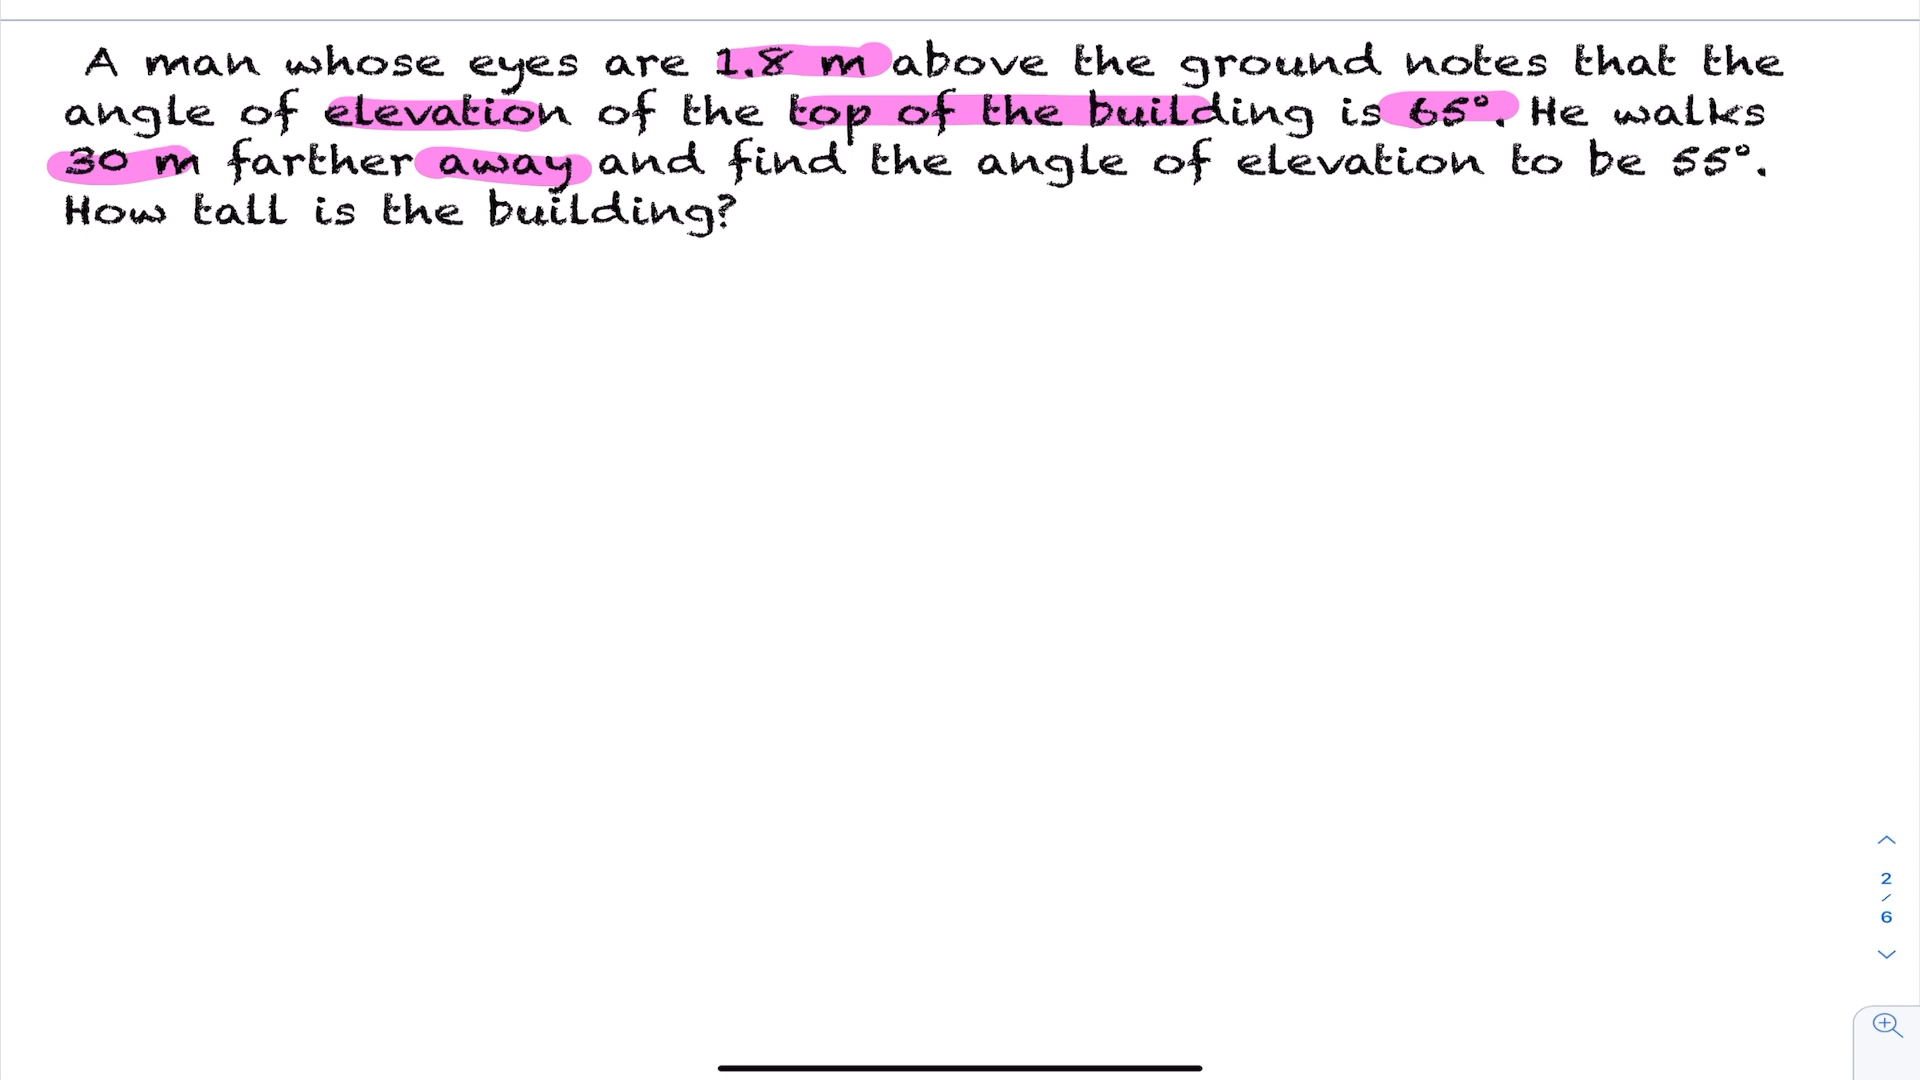 A man whose eyes are 1.8 m above the ground notes that the
angle of elevation of the top of the building is 65°. He walks
30 m farther away and find the angle of elevation to be 55°.
How tall is the building?
2
/
6